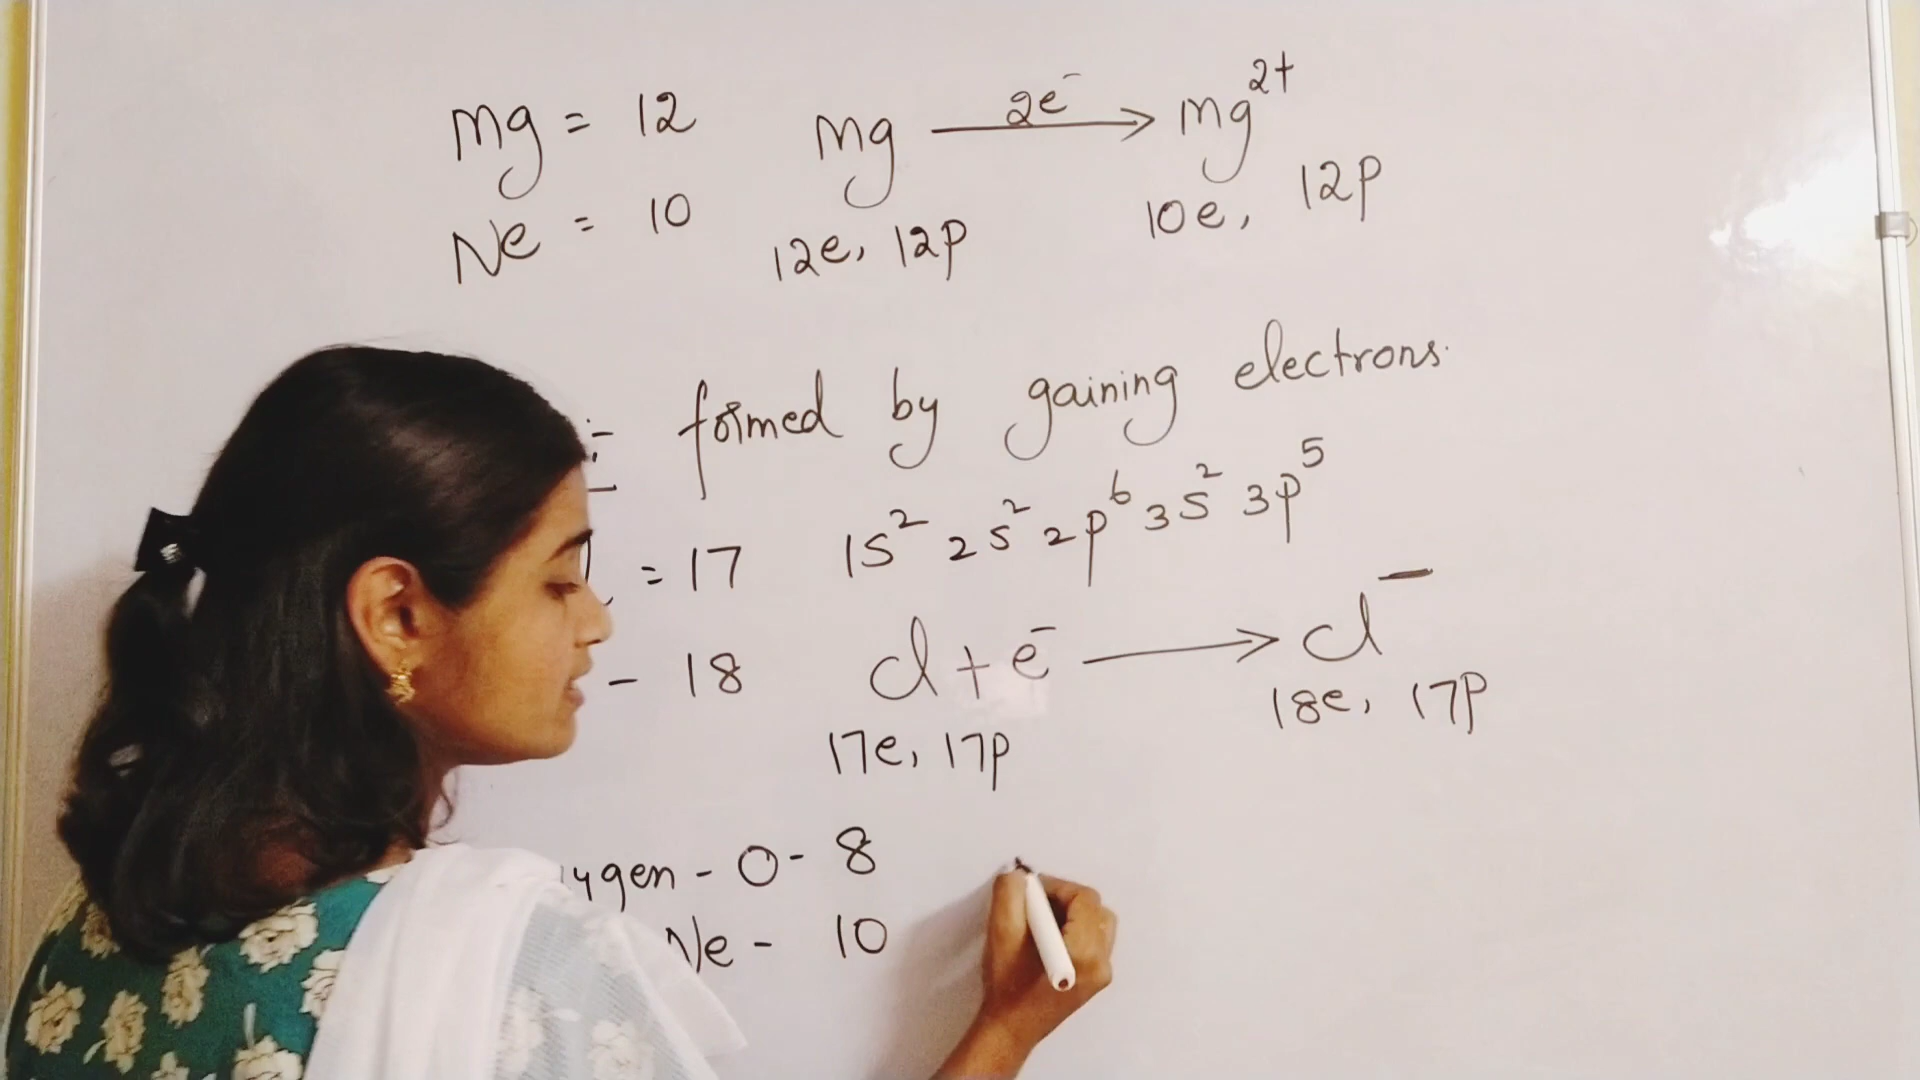 Mg = 12
Ne = 10
Mg —2e⁻→ Mg²⁺
12e, 12p
10e, 12p
formed by gaining electrons.
= 17 1s² 2s² 2p⁶ 3s² 3p⁵
- 18 Cl + e⁻ → Cl⁻
17e, 17p
18e, 17p
ygen - O - 8
Ne - 10